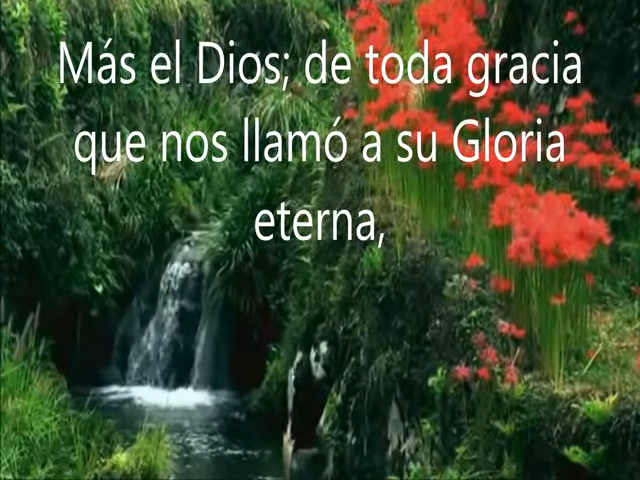 Más el Dios; de toda gracia
que nos llamó a su Gloria
eterna,